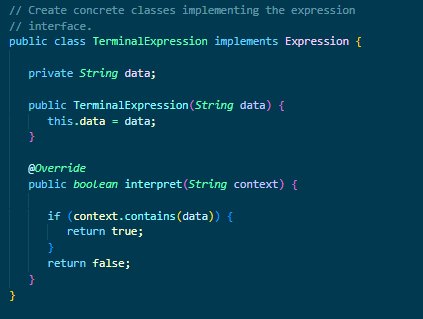 // Create concrete classes implementing the expression
// interface.
public class TerminalExpression implements Expression {
private String data;
public TerminalExpression(String data) {
this.data = data;
}
@Override
public boolean interpret(String context) {
if (context.contains(data)) {
return true;
}
return false;
}
}